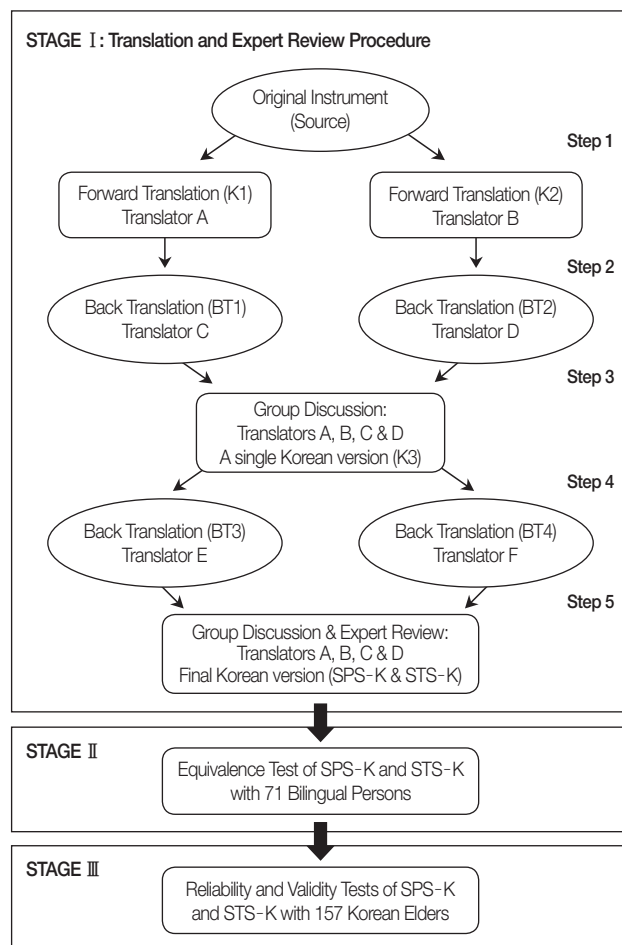 STAGE Ⅰ: Translation and Expert Review Procedure
Original Instrument
(Source)
Step 1
Forward Translation (K1)
Translator A
Forward Translation (K2)
Translator B
Step 2
Back Translation (BT1)
Translator C
Back Translation (BT2)
Translator D
Step 3
Group Discussion:
Translators A, B, C & D
A single Korean version (K3)
Step 4
Back Translation (BT3)
Translator E
Back Translation (BT4)
Translator F
Step 5
Group Discussion & Expert Review:
Translators A, B, C & D
Final Korean version (SPS-K & STS-K)
STAGE Ⅱ
Equivalence Test of SPS-K and STS-K
with 71 Bilingual Persons
STAGE Ⅲ
Reliability and Validity Tests of SPS-K
and STS-K with 157 Korean Elders